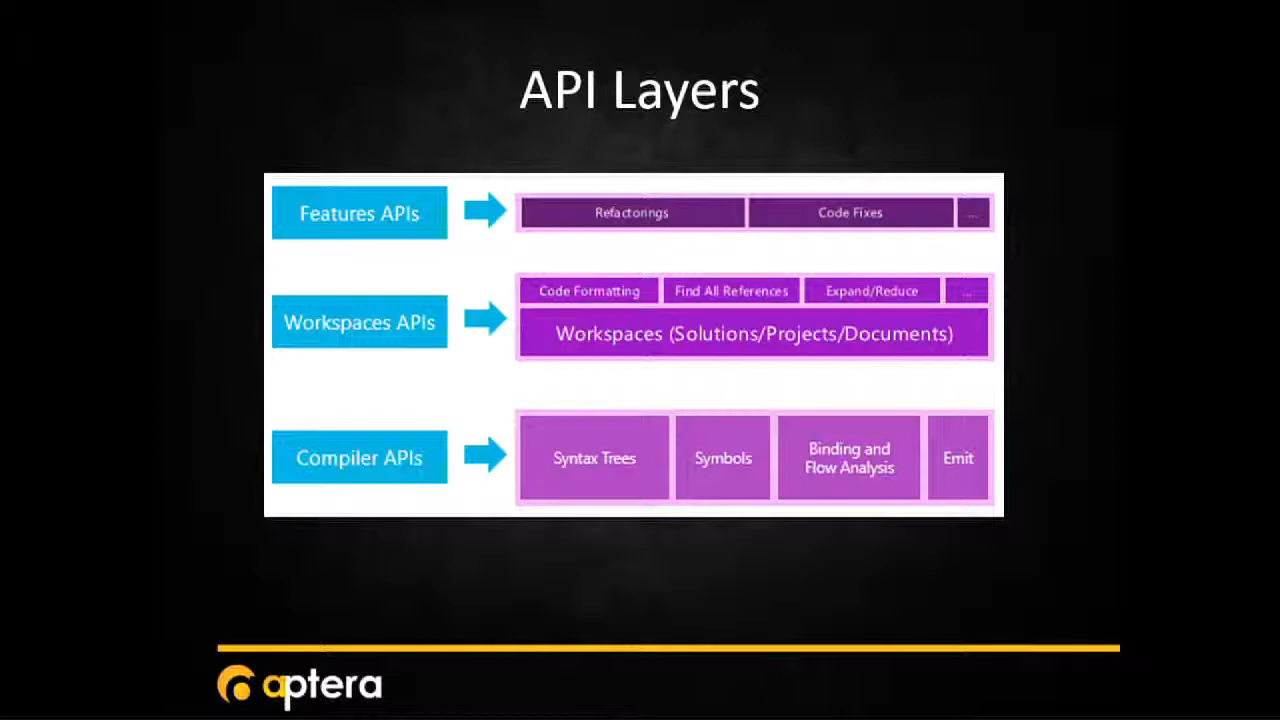 API Layers
Features APIs
Refactorings
Code Fixes
...
Workspaces APIs
Code Formatting
Find All References
Expand/Reduce
...
Workspaces (Solutions/Projects/Documents)
Compiler APIs
Syntax Trees
Symbols
Binding and
Flow Analysis
Emit
aptera